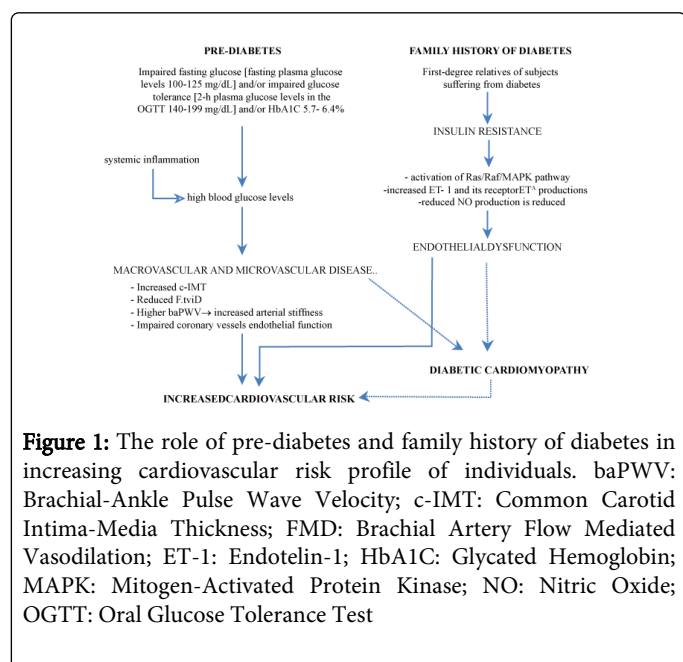 PRE-DIABETES
Impaired fasting glucose [fasting plasma glucose
levels 100-125 mg/dL] and/or impaired glucose
tolerance [2-h plasma glucose levels in the
OGTT 140-199 mg/dL] and/or HbA1C 5.7- 6.4%
systemic inflammation
high blood glucose levels
MACROVASCULAR AND MICROVASCULAR DISEASE..
- Increased c-IMT
- Reduced F.tviD
- Higher baPWV→ increased arterial stiffness
- Impaired coronary vessels endothelial function
INCREASEDCARDIOVASCULAR RISK
FAMILY HISTORY OF DIABETES
First-degree relatives of subjects
suffering from diabetes
INSULIN RESISTANCE
- activation of Ras/Raf/MAPK pathway
-increased ET- 1 and its receptorETᴬ productions
-reduced NO production is reduced
ENDOTHELIALDYSFUNCTION
DIABETIC CARDIOMYOPATHY
Figure 1: The role of pre-diabetes and family history of diabetes in
increasing cardiovascular risk profile of individuals. baPWV:
Brachial-Ankle Pulse Wave Velocity; c-IMT: Common Carotid
Intima-Media Thickness; FMD: Brachial Artery Flow Mediated
Vasodilation; ET-1: Endotelin-1; HbA1C: Glycated Hemoglobin;
MAPK: Mitogen-Activated Protein Kinase; NO: Nitric Oxide;
OGTT: Oral Glucose Tolerance Test